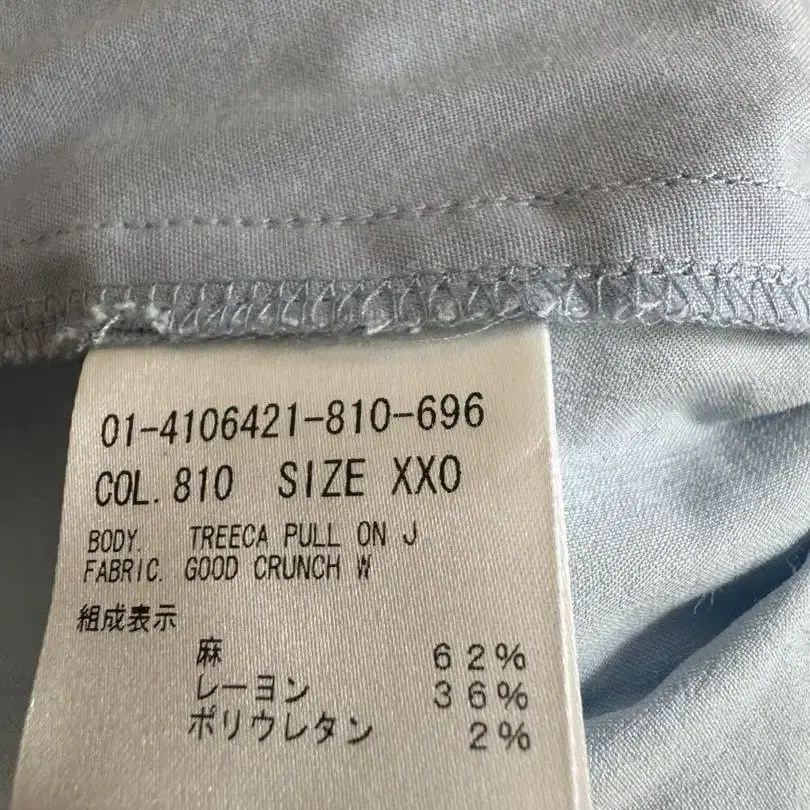 01-4106421-810-696
COL. 810 SIZE XXO
BODY. TREECA PULL ON J
FABRIC. GOOD CRUNCH W
組成表示
麻 62%
レーヨン 36%
ポリウレタン 2%